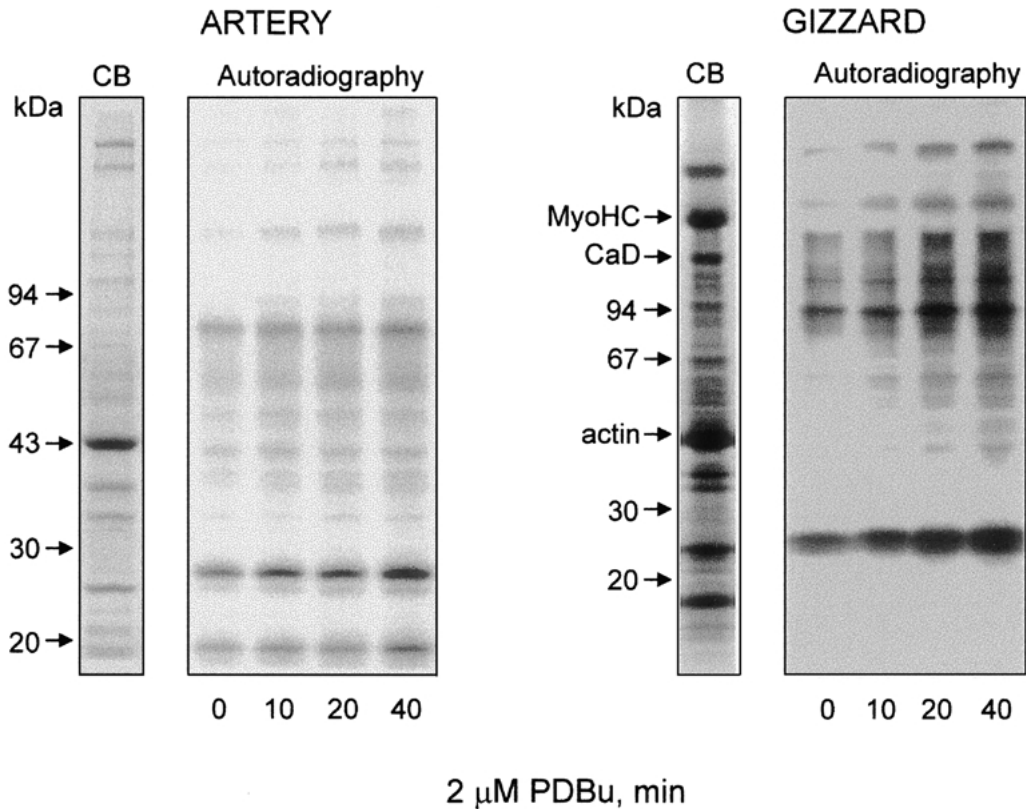 ARTERY
CB
Autoradiography
kDa
94
67
43
30
20
0 10 20 40
GIZZARD
CB
Autoradiography
kDa
MyoHC
CaD
94
67
actin
30
20
0 10 20 40
2 μM PDBu, min